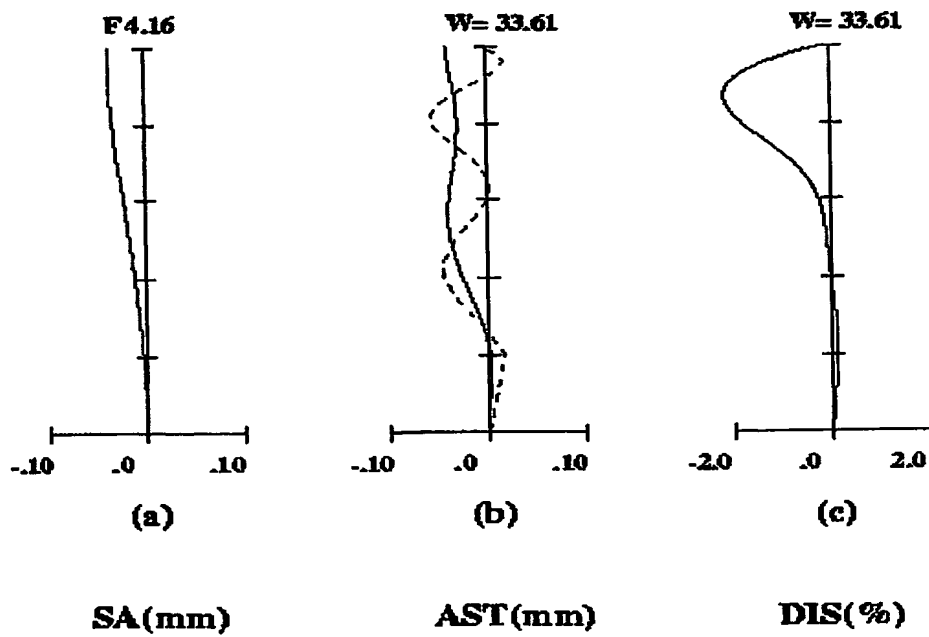 F4.16 W= 33.61 W= 33.61
-.10 .0 .10 -.10 .0 .10 -2.0 .0 2.0
(a) (b) (c)
SA(mm) AST(mm) DIS(%)